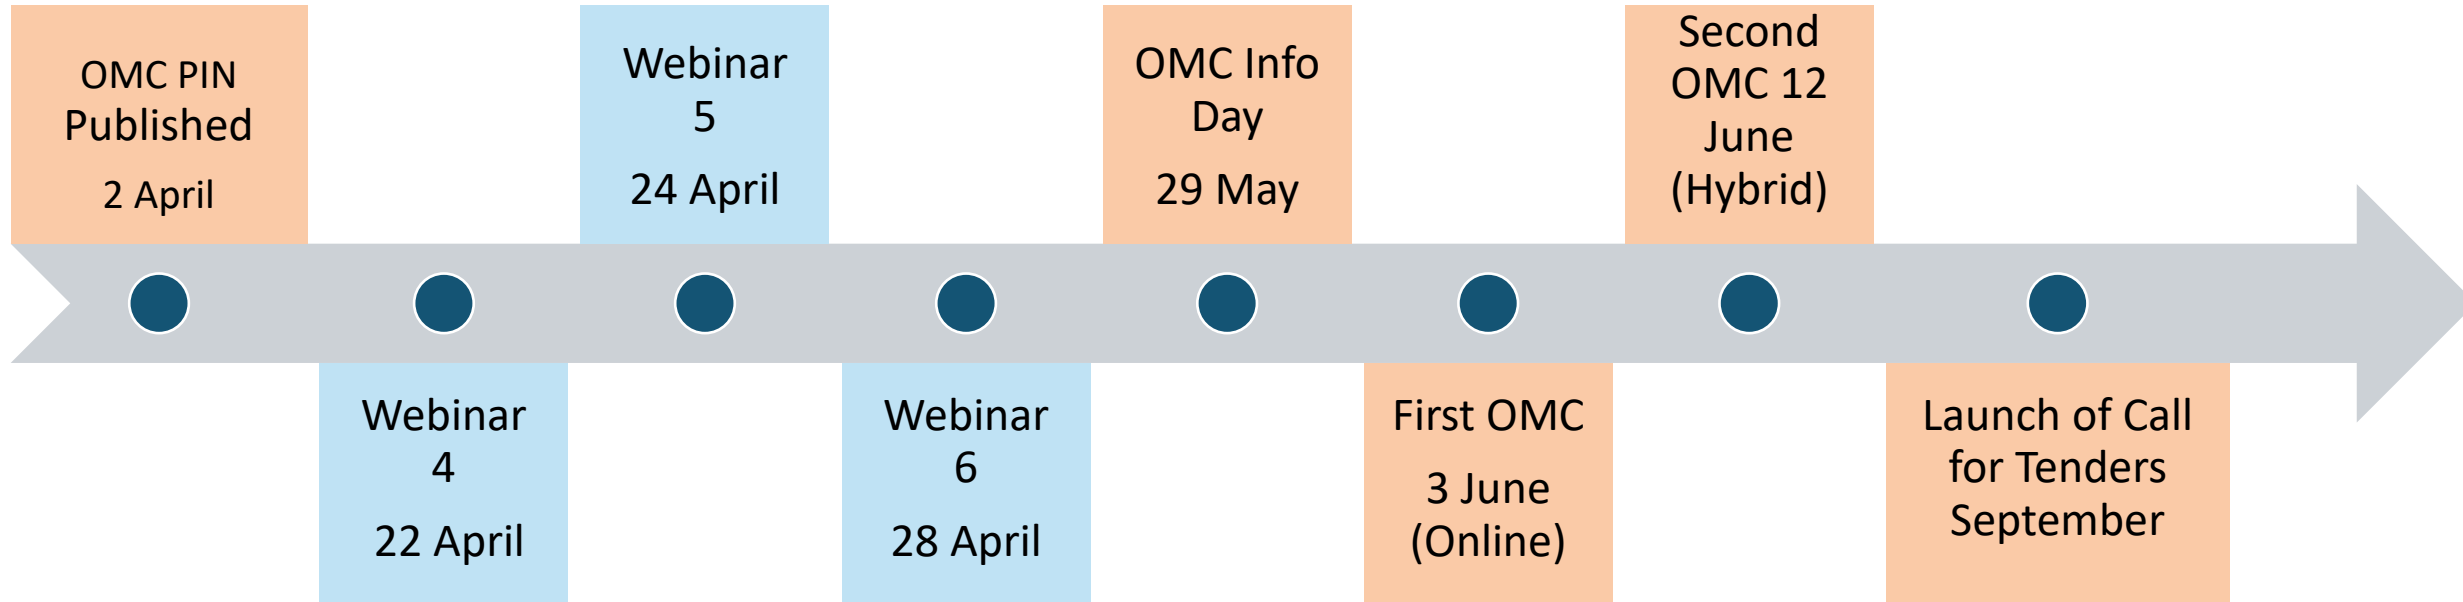 OMC PIN
Published
2 April
Webinar
4
22 April
Webinar
5
24 April
Webinar
6
28 April
OMC Info
Day
29 May
First OMC
3 June
(Online)
Second
OMC 12
June
(Hybrid)
Launch of Call
for Tenders
September